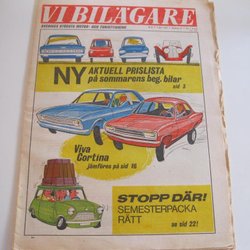 VI BILÄGARE
SVERIGES STÖRSTA MOTOR- OCH TURISTTIDNING
NY AKTUELL PRISLISTA
på sommarens beg. bilar
sid 3
Viva
Cortina
jämföres på sid 16
STOPP DÄR!
SEMESTERPACKA
RÄTT
se sid 22!